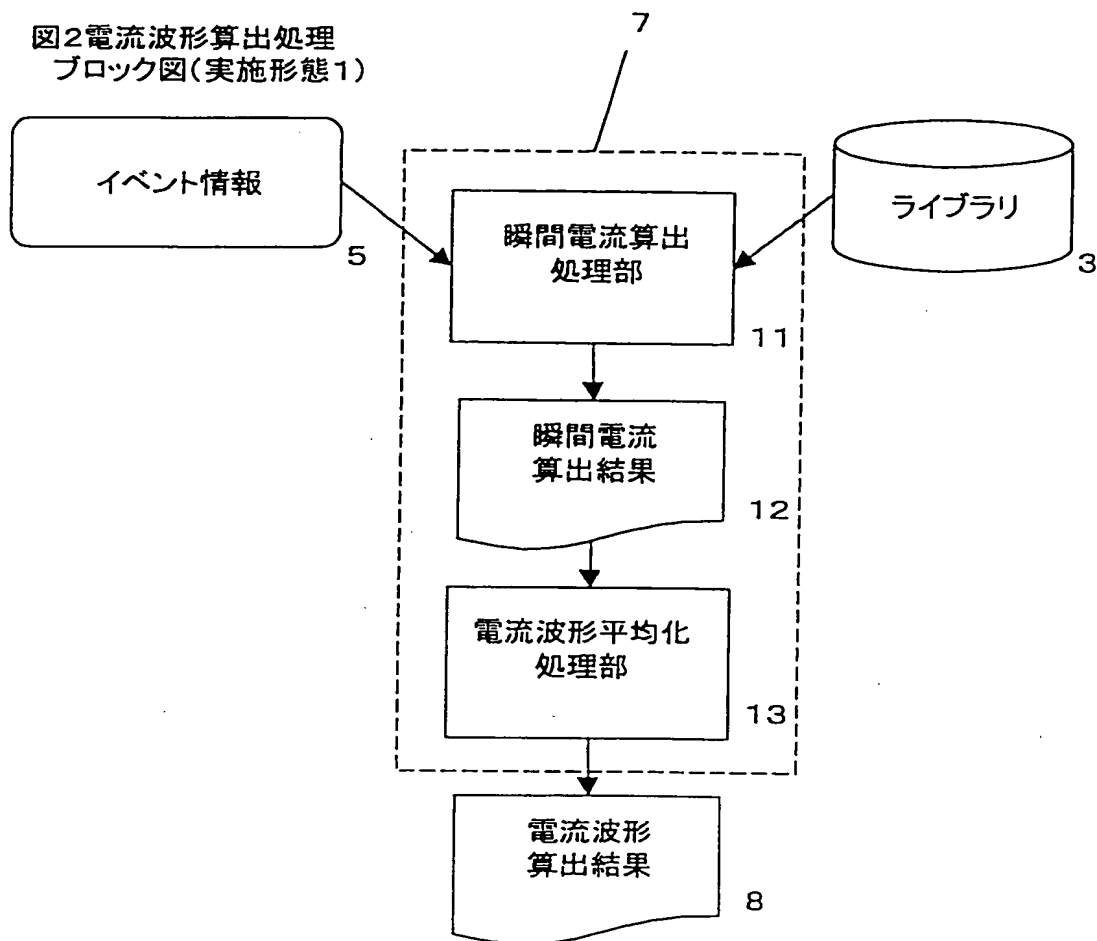 図2電流波形算出処理
ブロック図(実施形態1)
7
イベント情報
5
ライブラリ
3
瞬間電流算出
処理部
11
瞬間電流
算出結果
12
電流波形平均化
処理部
13
電流波形
算出結果
8